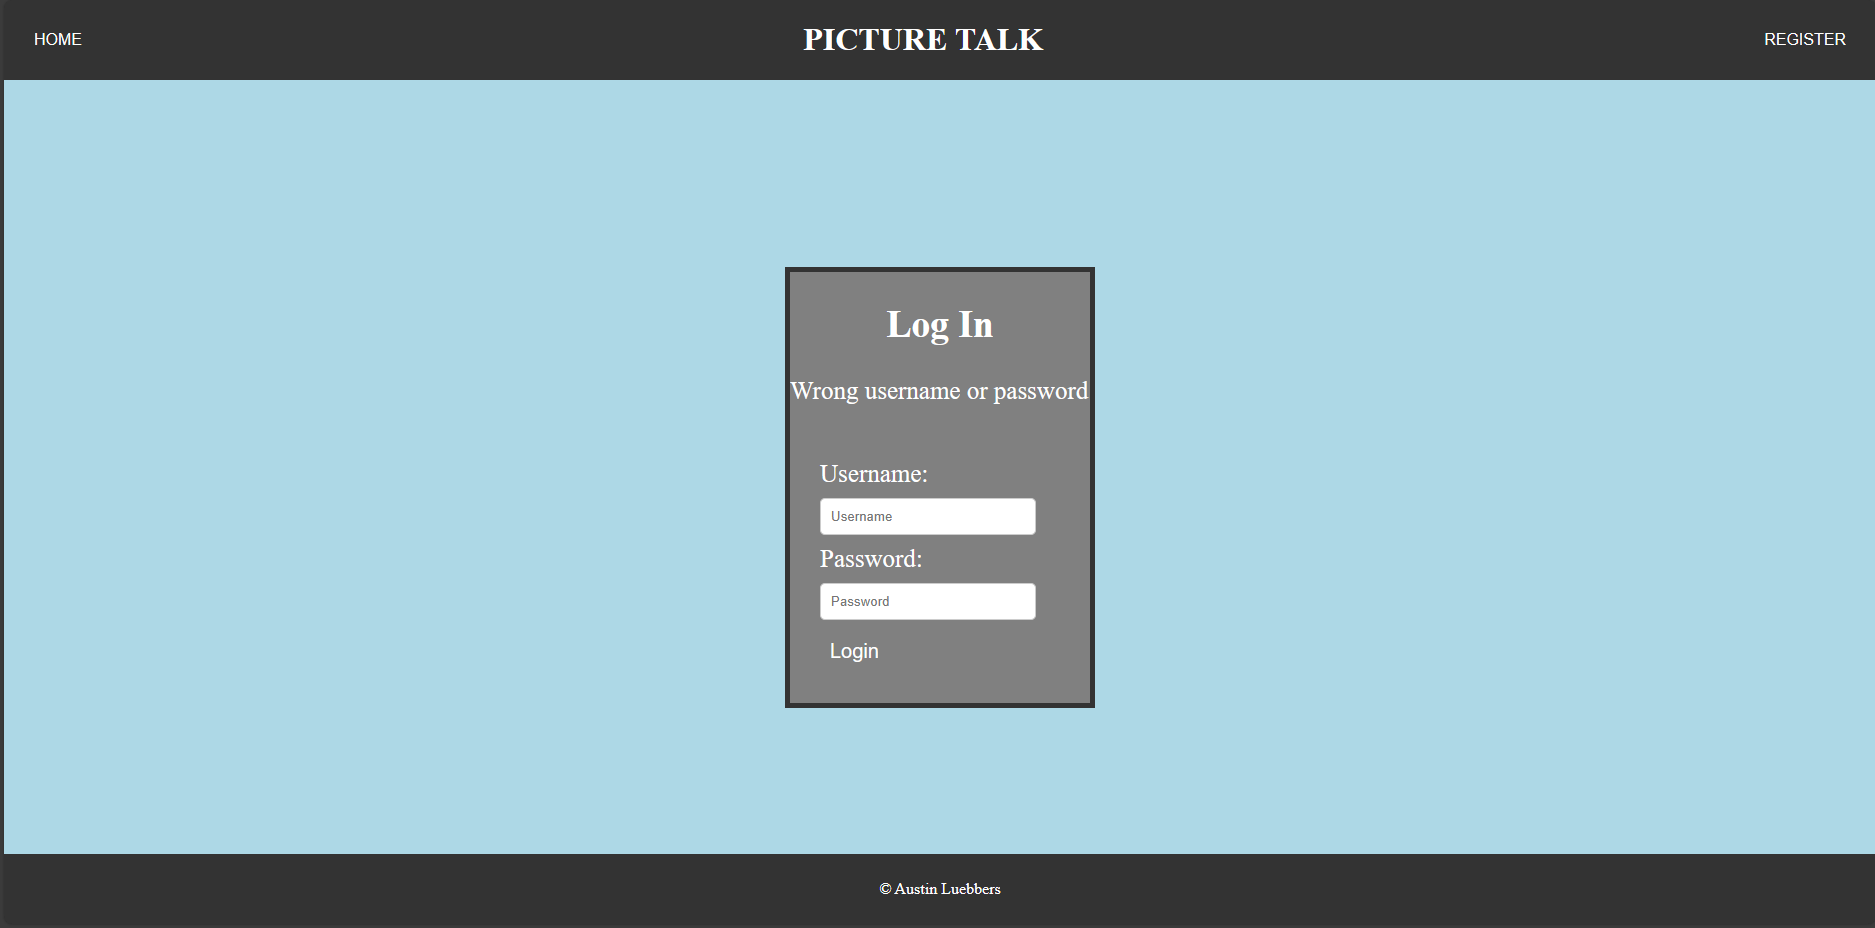 HOME
PICTURE TALK
REGISTER
Log In
Wrong username or password
Username:
Username
Password:
Password
Login
© Austin Luebbers